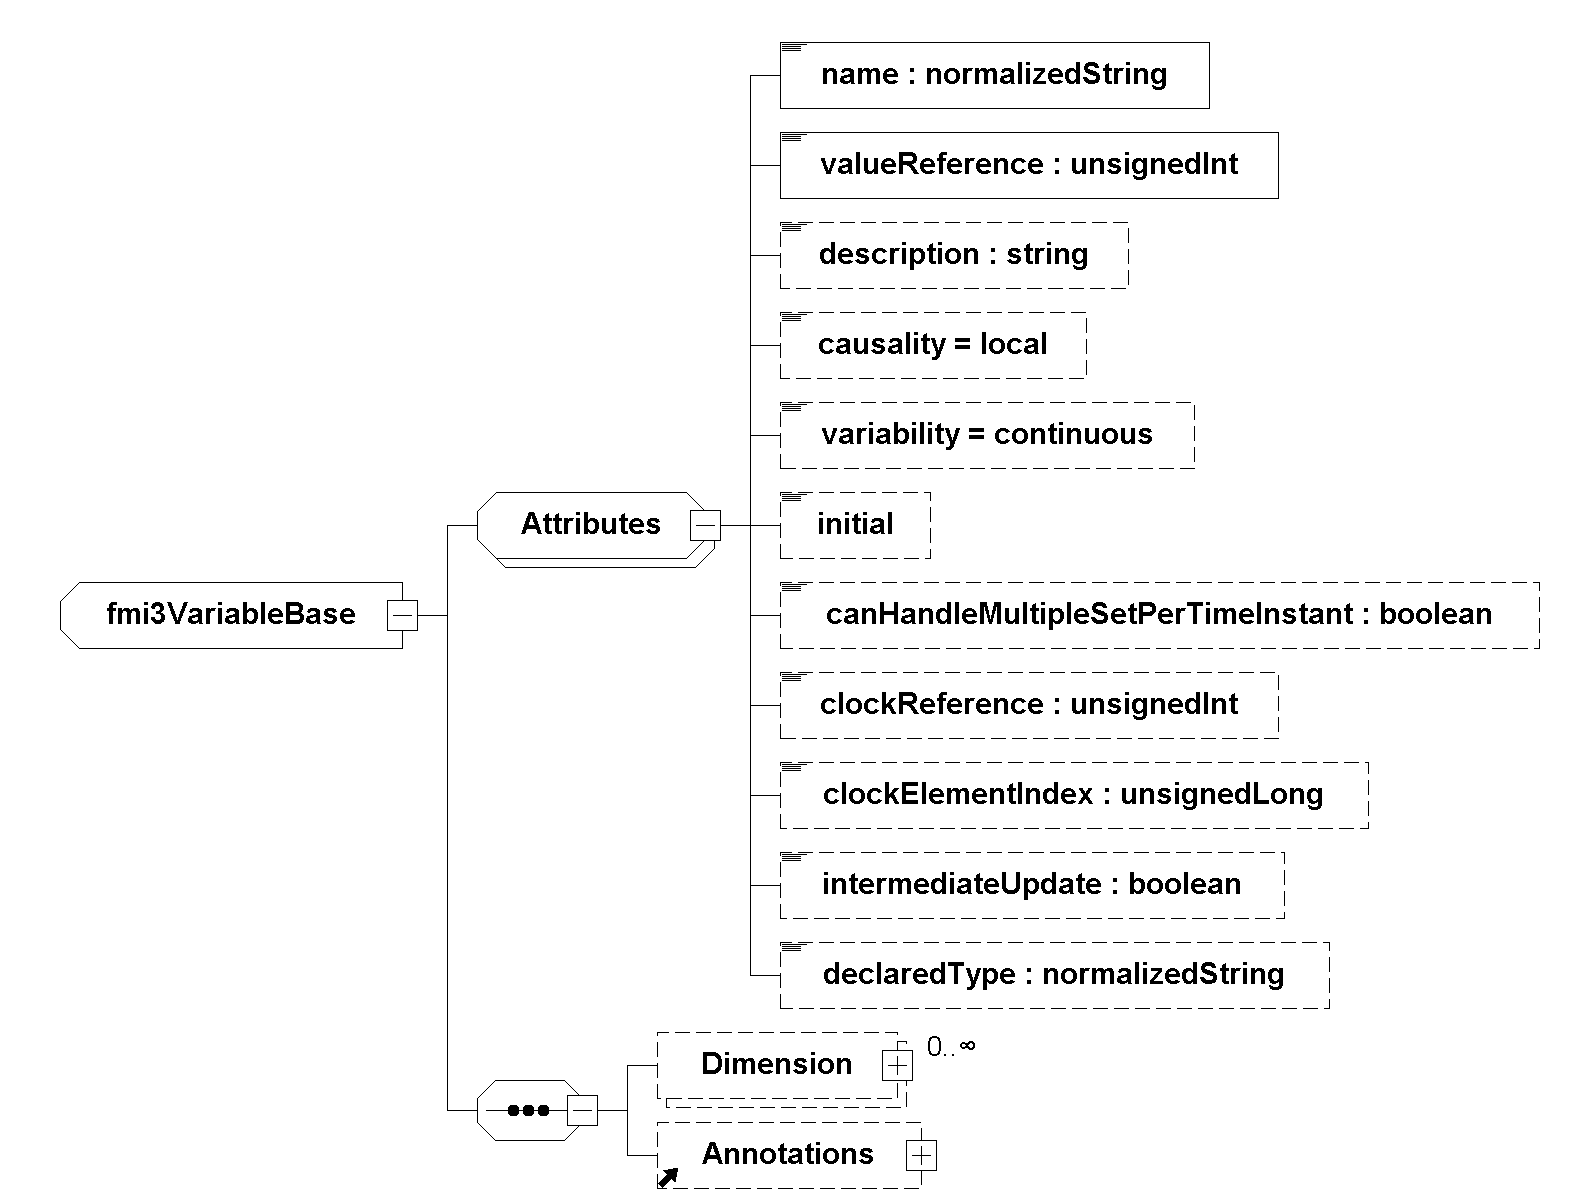 name : normalizedString
valueReference : unsignedInt
description : string
causality = local
variability = continuous
Attributes
initial
fmi3VariableBase
canHandleMultipleSetPerTimeInstant : boolean
clockReference : unsignedInt
clockElementIndex : unsignedLong
intermediateUpdate : boolean
declaredType : normalizedString
Dimension
0..∞
Annotations